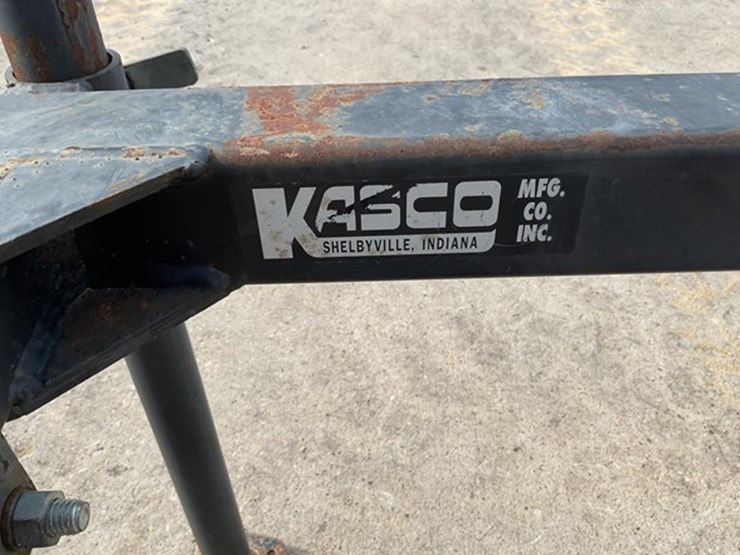 KASCO
SHELBYVILLE, INDIANA
MFG.
CO.
INC.